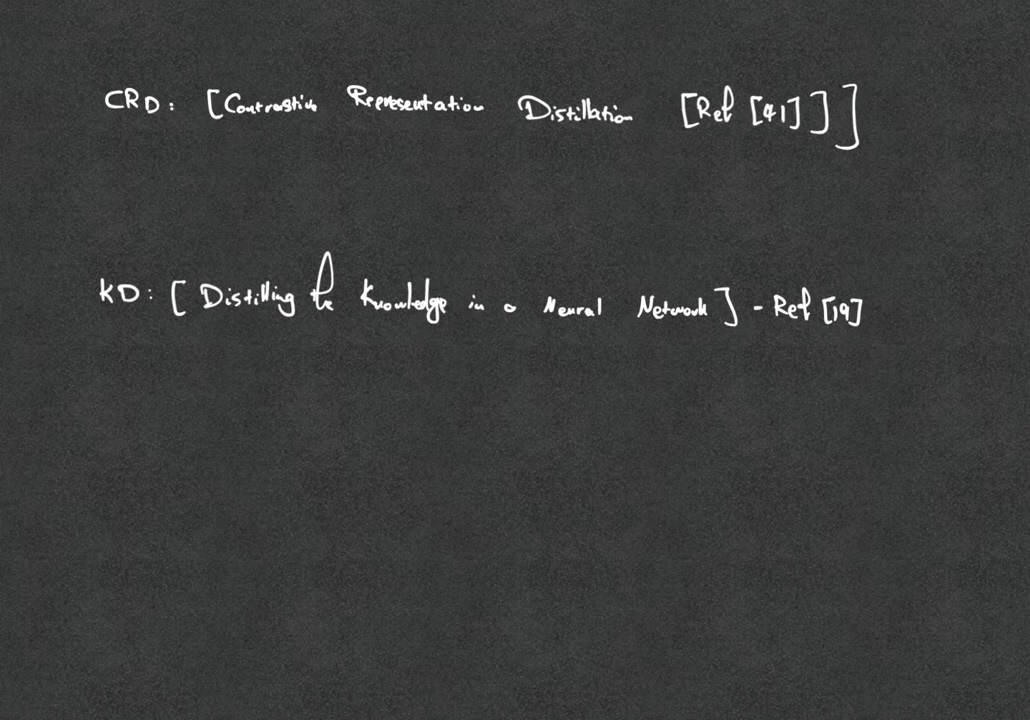 CRD: [Contrastive Representation Distillation [Ref [41]]]
KD: [Distilling the Knowledge in a Neural Network] - Ref [19]